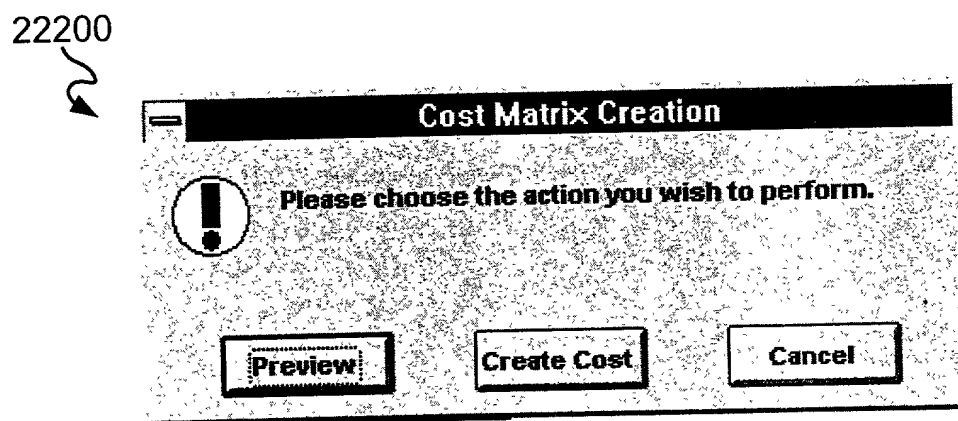 22200
Cost Matrix Creation
Please choose the action you wish to perform.
Preview Create Cost Cancel